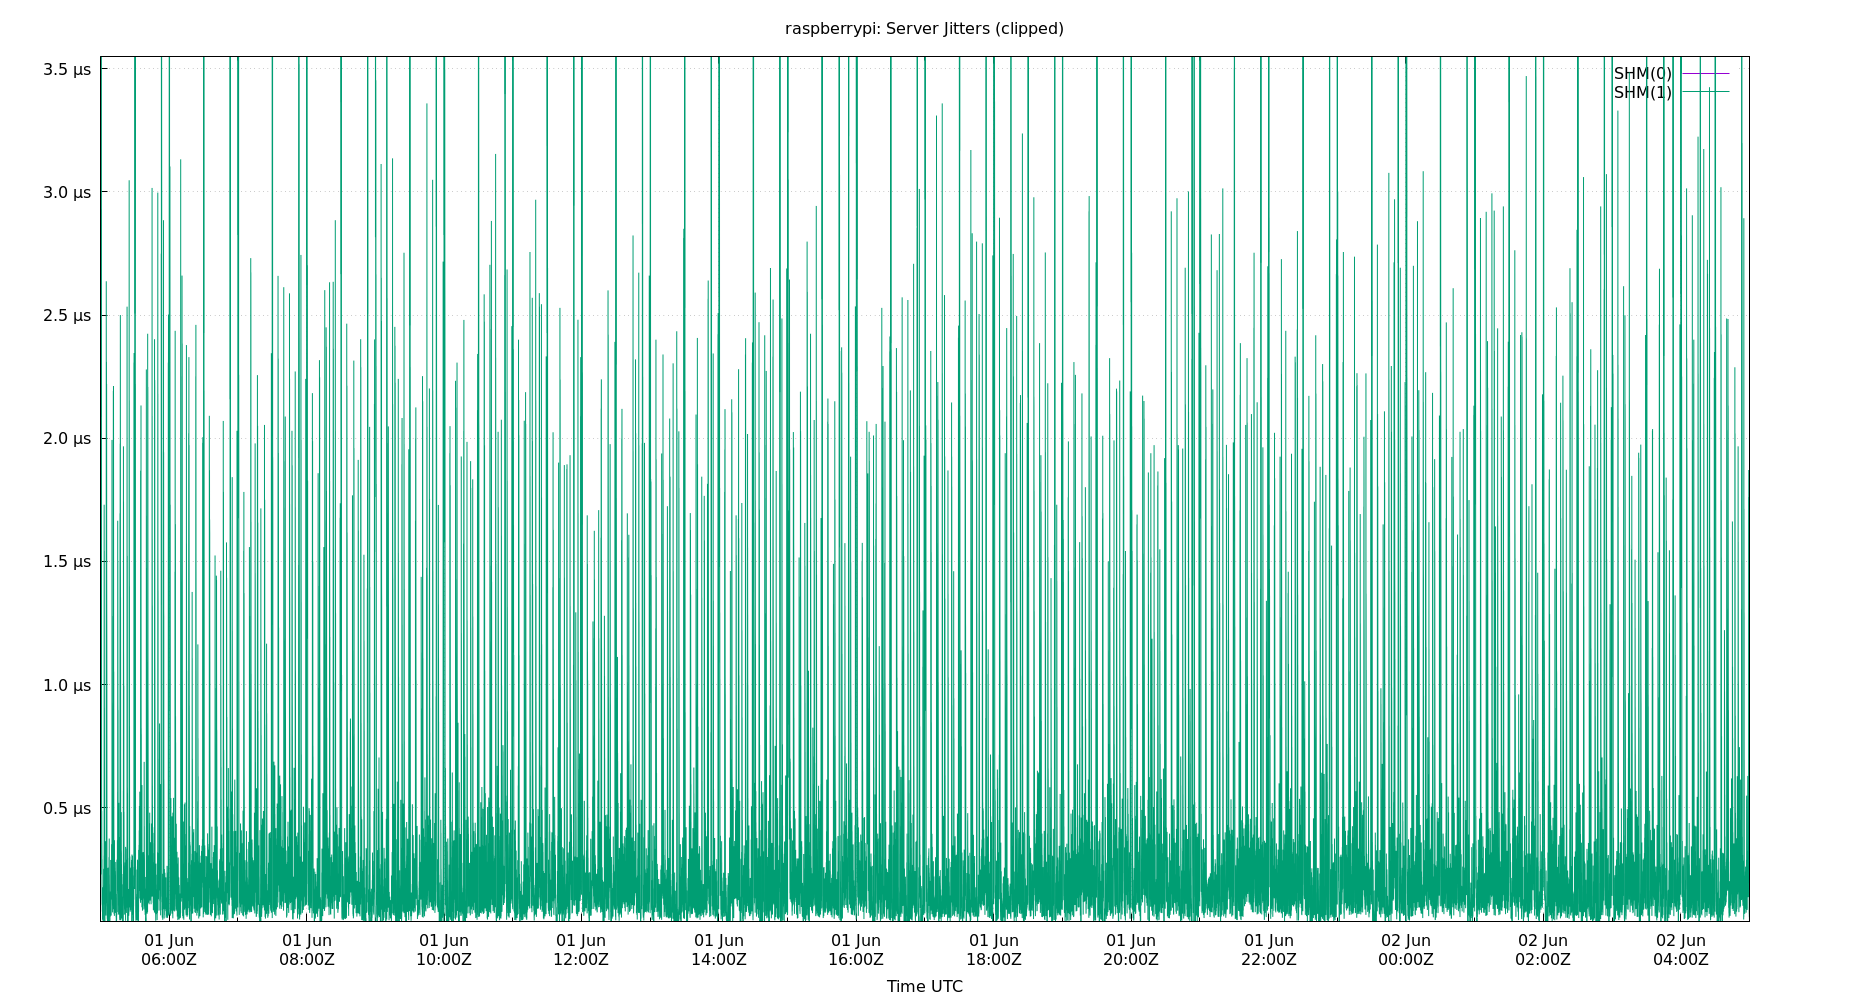 raspberrypi: Server Jitters (clipped)
SHM(0)
SHM(1)
3.5 µs
3.0 µs
2.5 µs
2.0 µs
1.5 µs
1.0 µs
0.5 µs
01 Jun 01 Jun 01 Jun 01 Jun 01 Jun 01 Jun 01 Jun 01 Jun 01 Jun 02 Jun 02 Jun 02 Jun
06:00Z 08:00Z 10:00Z 12:00Z 14:00Z 16:00Z 18:00Z 20:00Z 22:00Z 00:00Z 02:00Z 04:00Z
Time UTC